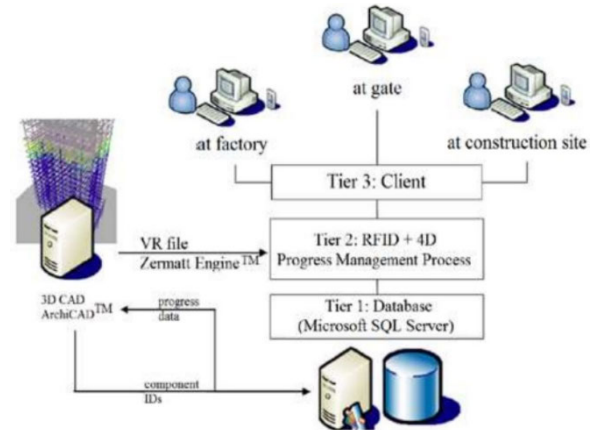 at gate
at factory
at construction site
Tier 3: Client
VR file
Zermatt Engine™
Tier 2: RFID + 4D
Progress Management Process
3D CAD
ArchiCAD™
progress
data
Tier 1: Database
(Microsoft SQL Server)
component
IDs